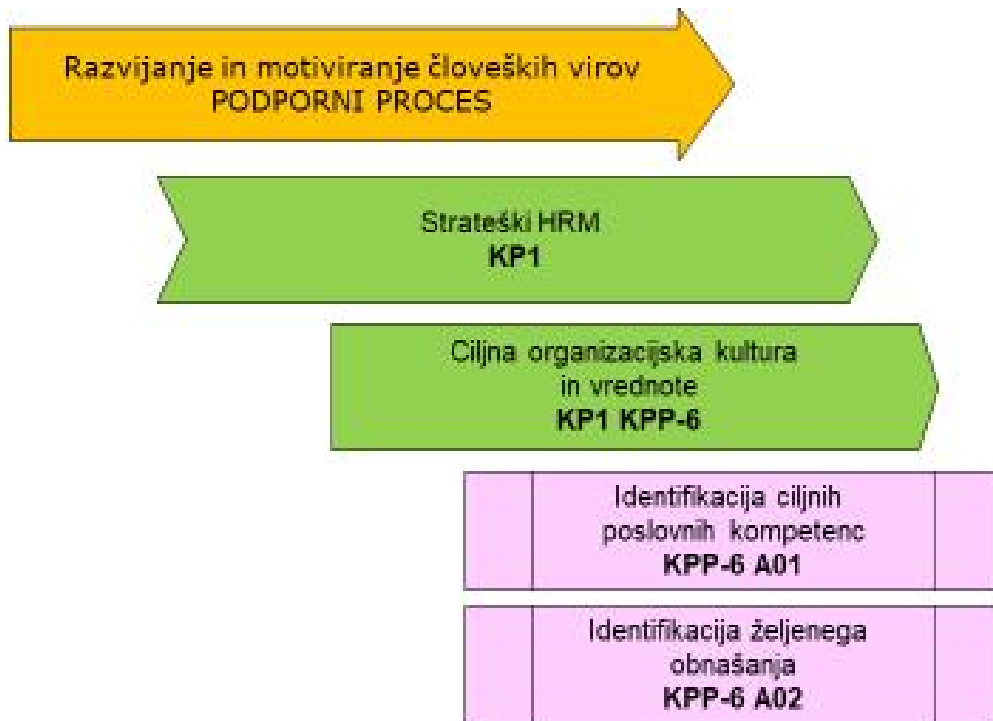 Razvijanje in motiviranje človeških virov
PODPORNI PROCES
Strateški HRM
KP1
Ciljna organizacijska kultura
in vrednote
KP1 KPP-6
Identifikacija ciljnih
poslovnih kompetenc
KPP-6 A01
Identifikacija željenega
obnašanja
KPP-6 A02